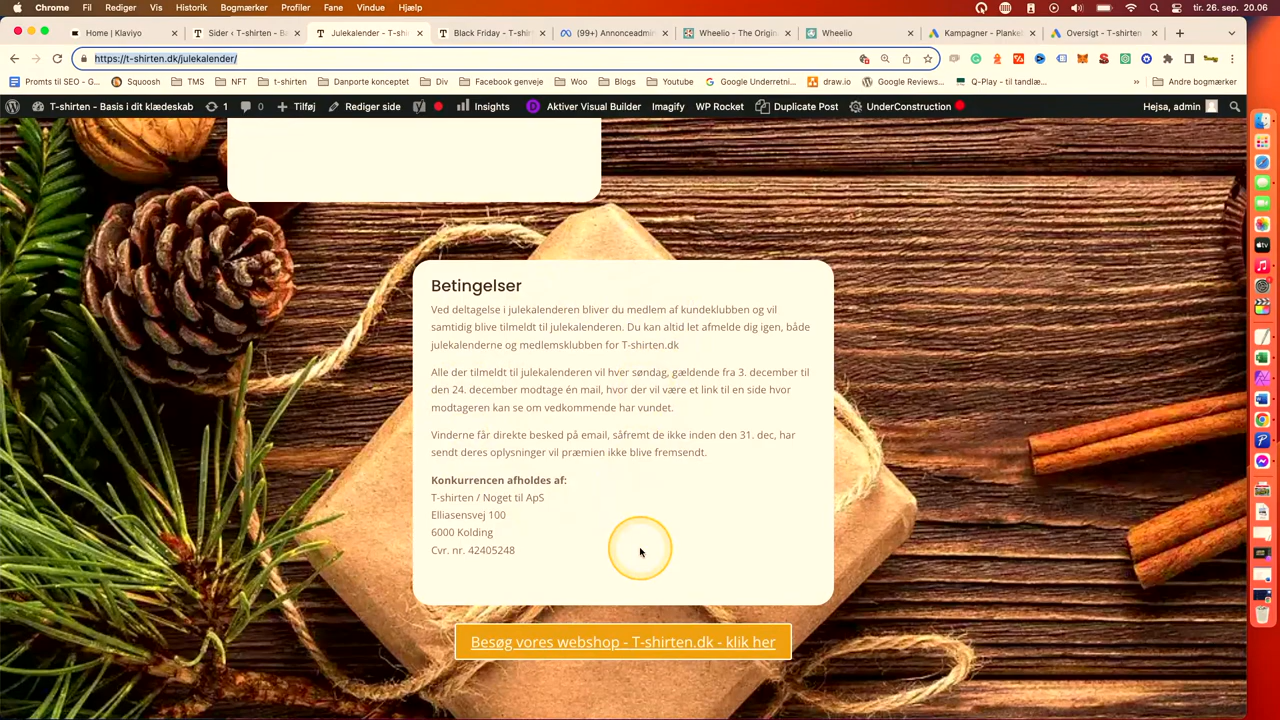 Chrome Fil Rediger Vis Historik Bogmærker Profiler Fane Vindue Hjælp tir. 26. sep. 20.06
Home | Klaviyo Sider ‹ T-shirten - Ba Julekalender - T-shi Black Friday - T-shirt (99+) Annonceadmin Wheelio - The Origin Wheelio Kampagner - Planke Oversigt - T-shirten
https://t-shirten.dk/julekalender/
Promts til SEO - G... Squoosh TMS NFT t-shirten Danporte konceptet Div Facebook genveje Woo Blogs Youtube Google Underretni... draw.io Google Reviews... Q-Play - til tandlæ... » Andre bogmærker
T-shirten - Basis i dit klædeskab 1 0 Tilføj Rediger side Insights Aktiver Visual Builder Imagify WP Rocket Duplicate Post UnderConstruction Hejsa, admin
Betingelser
Ved deltagelse i julekalenderen bliver du medlem af kundeklubben og vil
samtidig blive tilmeldt til julekalenderen. Du kan altid let afmelde dig igen, både
julekalenderne og medlemsklubben for T-shirten.dk
Alle der tilmeldt til julekalenderen vil hver søndag, gældende fra 3. december til
den 24. december modtage én mail, hvor der vil være et link til en side hvor
modtageren kan se om vedkommende har vundet.
Vinderne får direkte besked på email, såfremt de ikke inden den 31. dec, har
sendt deres oplysninger vil præmien ikke blive fremsendt.
Konkurrencen afholdes af:
T-shirten / Noget til ApS
Elliasensvej 100
6000 Kolding
Cvr. nr. 42405248
Besøg vores webshop - T-shirten.dk - klik her